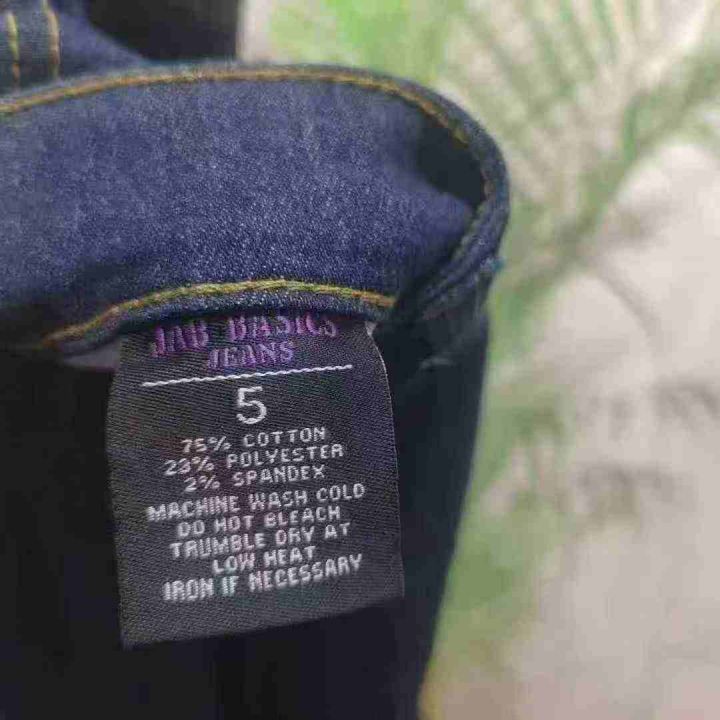 JAB BASICS
JEANS
5
75% COTTON
23% POLYESTER
2% SPANDEX
MACHINE WASH COLD
DO NOT BLEACH
TRUMBLE DRY AT
LOW HEAT
IRON IF NECESSARY